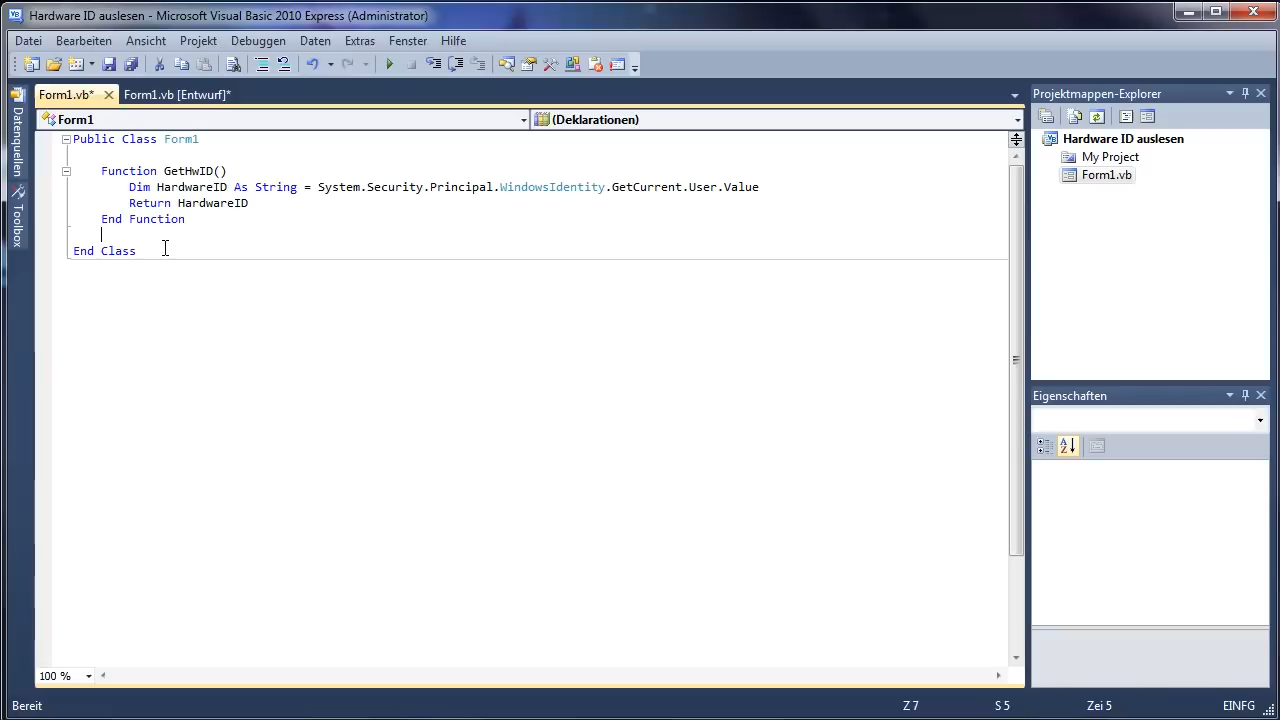 Hardware ID auslesen - Microsoft Visual Basic 2010 Express (Administrator)
Datei Bearbeiten Ansicht Projekt Debuggen Daten Extras Fenster Hilfe
Form1.vb* Form1.vb [Entwurf]*
Form1 (Deklarationen)
Datenquellen
Toolbox
Public Class Form1
Function GetHwID()
Dim HardwareID As String = System.Security.Principal.WindowsIdentity.GetCurrent.User.Value
Return HardwareID
End Function
End Class
100 %
Projektmappen-Explorer
Hardware ID auslesen
My Project
Form1.vb
Eigenschaften
Bereit Z 7 S 5 Zei 5 EINFG